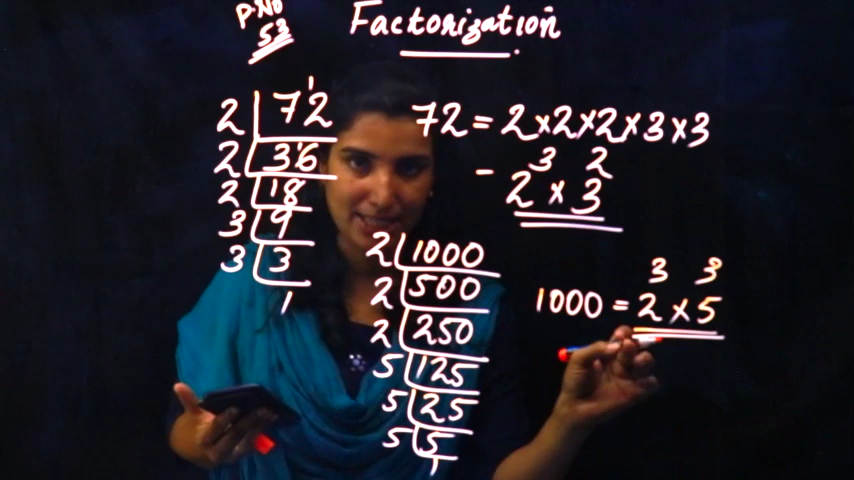 P.No
53
Factorization
2 | 72
2 | 36
2 | 18
3 | 9
3 | 3
1
72 = 2×2×2×3×3
- 2³ × 3²
2 | 1000
2 | 500
2 | 250
5 | 125
5 | 25
5 | 5
1
1000 = 2³ × 5³